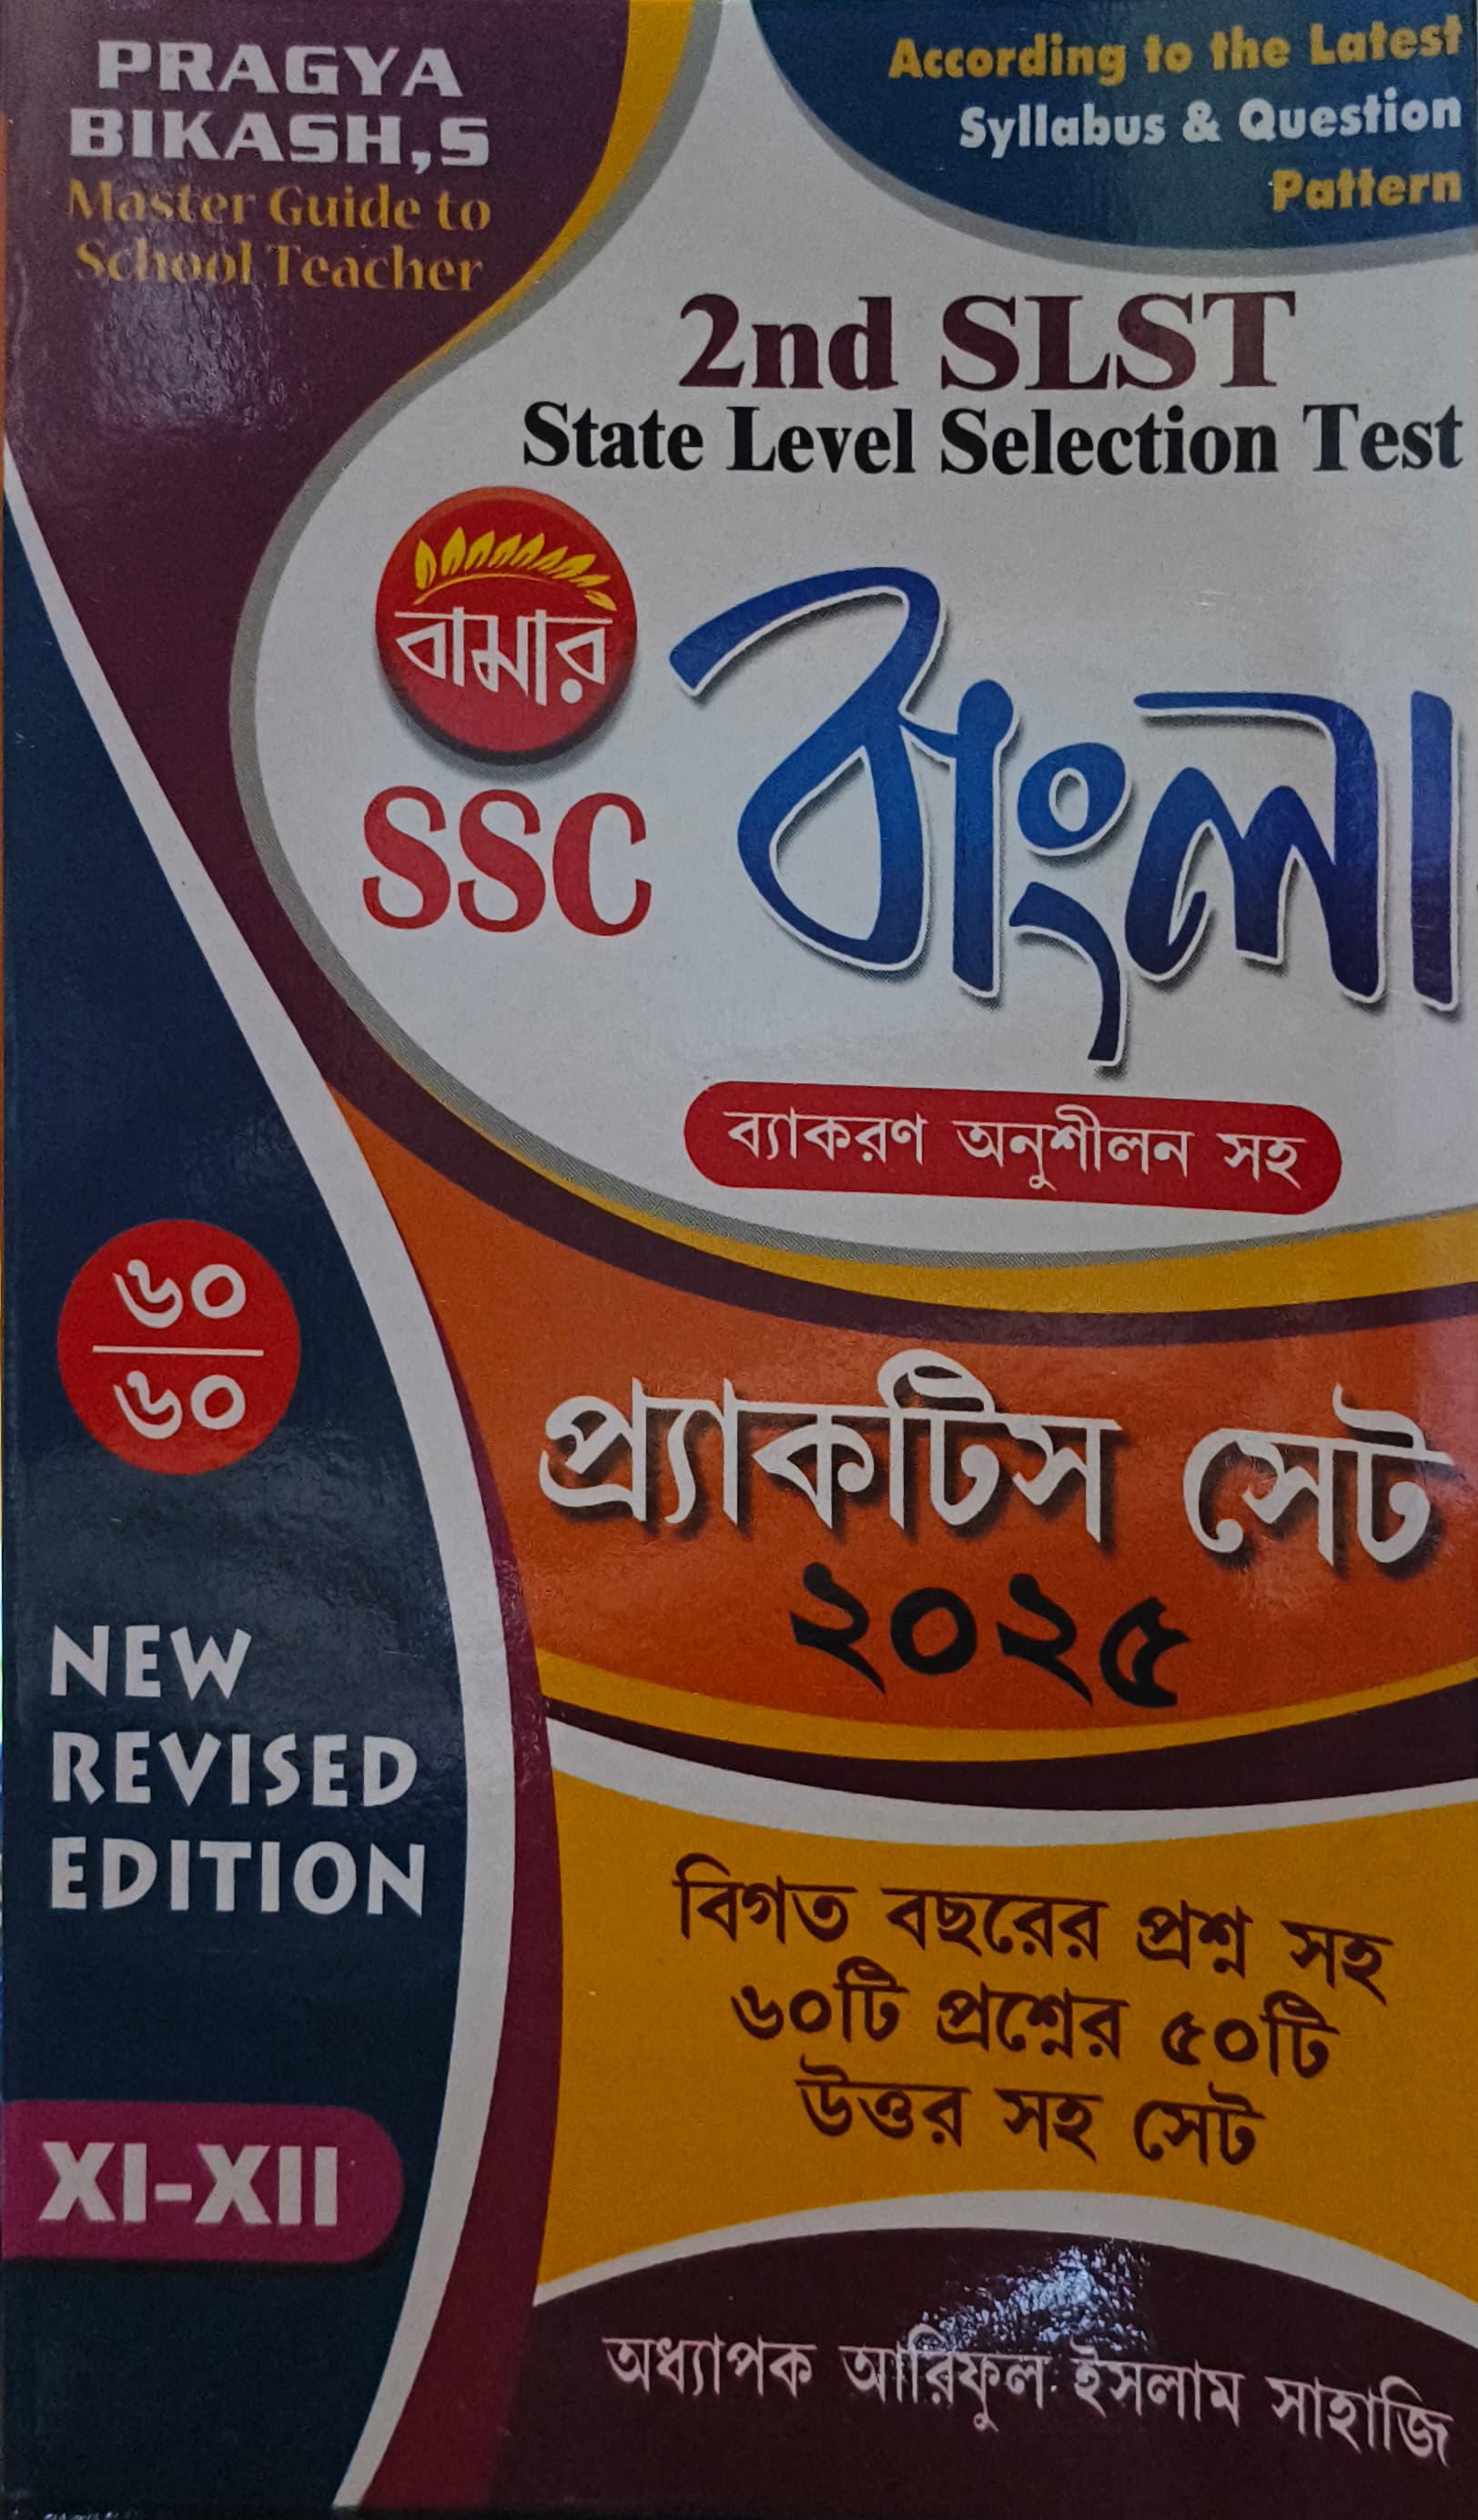 PRAGYA
BIKASH,S
Master Guide to
School Teacher
According to the Latest
Syllabus & Question
Pattern
2nd SLST
State Level Selection Test
বামার
SSC
বাংলা
ব্যাকরণ অনুশীলন সহ
৬০
৬০
প্র্যাকটিস সেট
২০২৫
NEW
REVISED
EDITION
বিগত বছরের প্রশ্ন সহ
৬০টি প্রশ্নের ৫০টি
উত্তর সহ সেট
XI-XII
অধ্যাপক আরিফুল ইসলাম সাহাজি